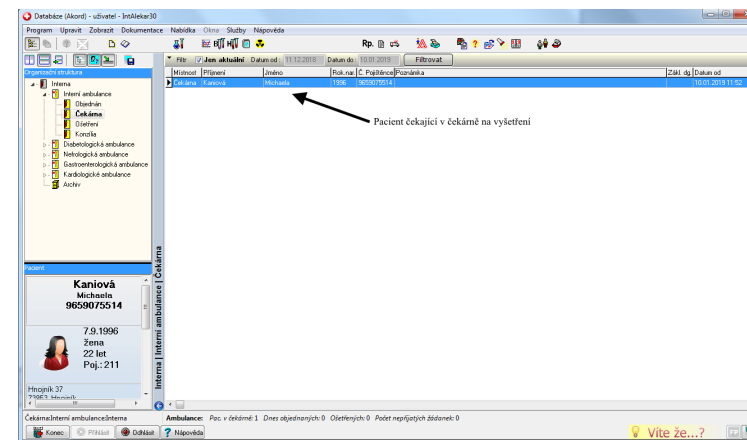 Databáze (Akord) - uživatel - IntAlekar30
Program Upravit Zobrazit Dokumentace Nabídka Okna Služby Nápověda
Rp.
Filtr Jen aktuální Datum od: 11.12.2018 Datum do: 10.01.2019 Filtrovat
Organizační struktura
Místnost Příjmení Jméno Rok.nar. Č. Pojištěnce Poznámka Zákl. dg. Datum od
Čekárna Kaniová Michaela 1996 9659075514 10.01.2019 11:52
Interna
Interní ambulance
Objednán
Čekárna
Ošetření
Konzília
Diabetologická ambulance
Nefrologická ambulance
Gastroenterologická ambulance
Kardiologické ambulance
Archiv
Pacient čekající v čekárně na vyšetření
Interna | Interní ambulance | Čekárna
Pacient
Kaniová
Michaela
9659075514
7.9.1996
žena
22 let
Poj.: 211
Hnojník 37
73953 Hnojník
Čekárna:Interní ambulance:Interna
Ambulance: Pac. v čekárně: 1 Dnes objednaných: 0 Ošetřených: 0 Počet nepřijatých žádanek: 0
Konec Přihlásit Odhlásit Nápověda
Víte že...?